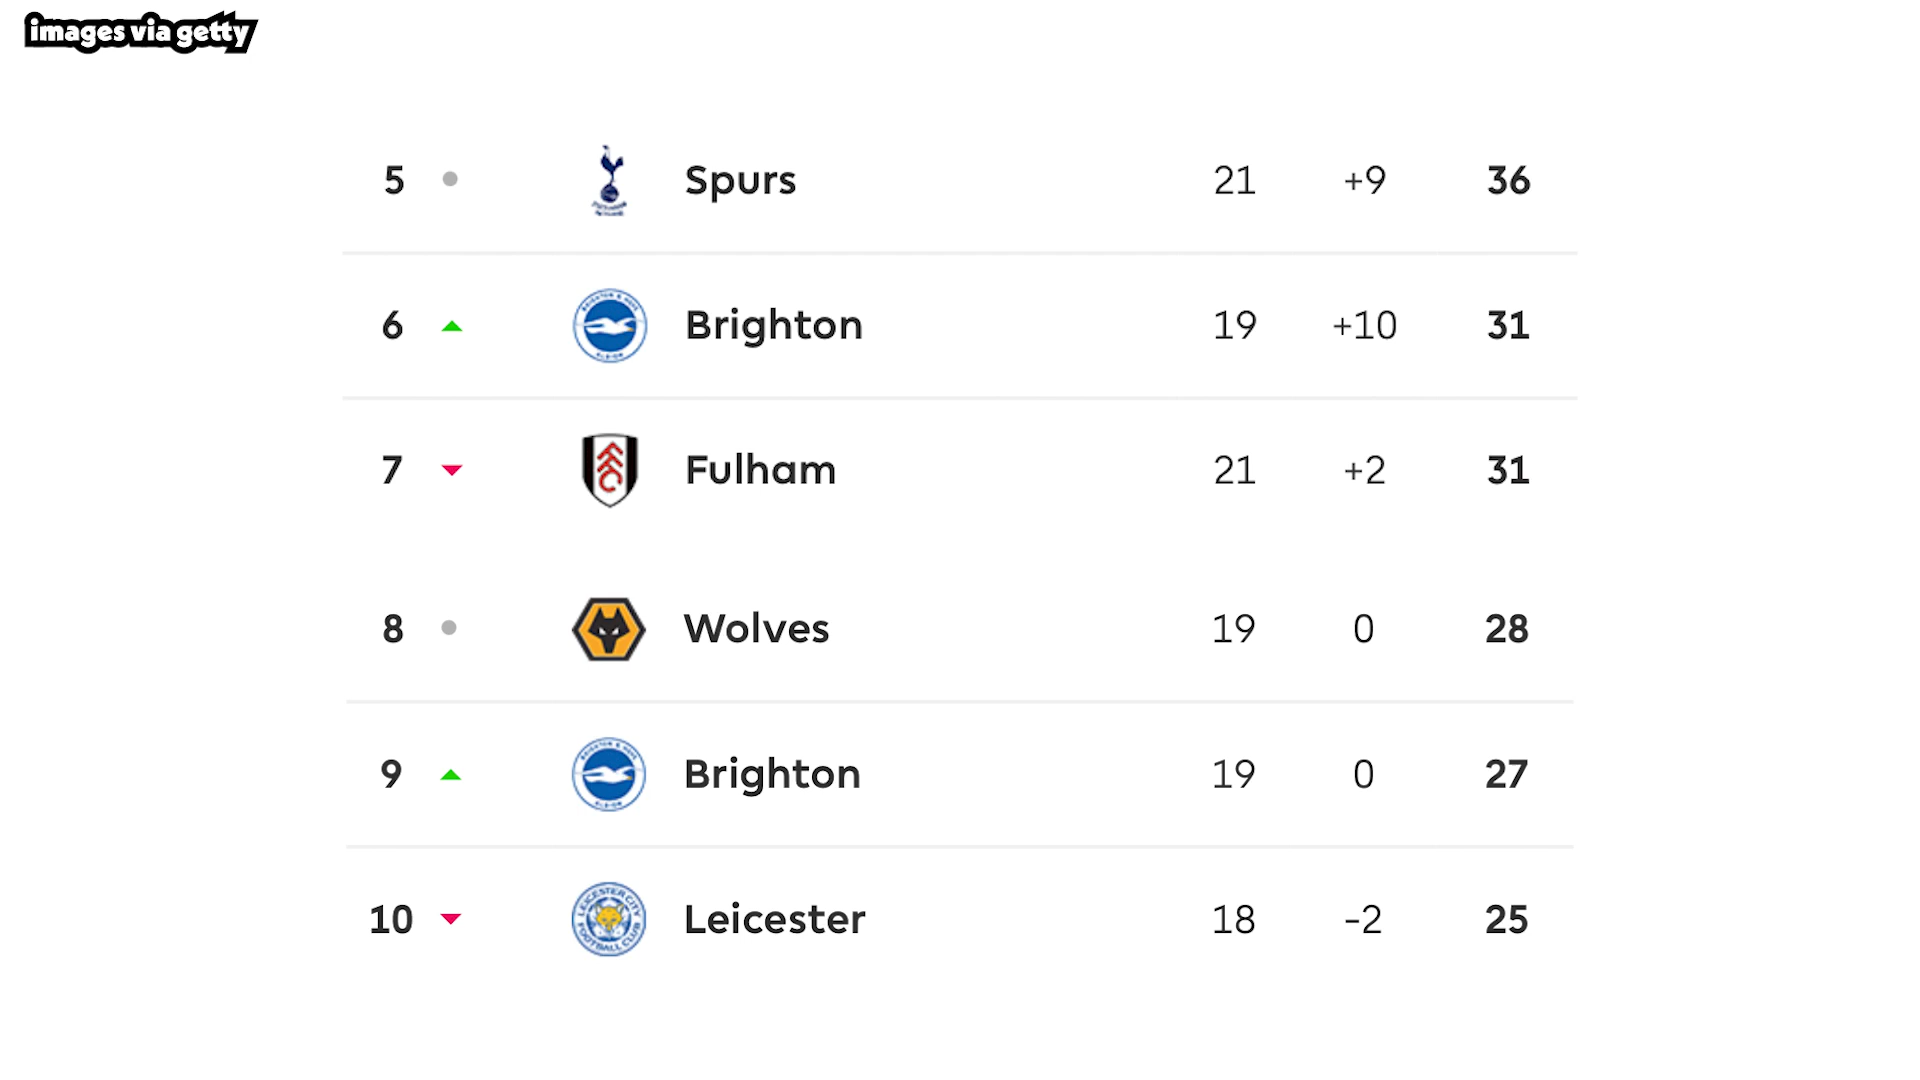 images via getty
5 Spurs 21 +9 36
6 Brighton 19 +10 31
7 Fulham 21 +2 31
8 Wolves 19 0 28
9 Brighton 19 0 27
10 Leicester 18 -2 25